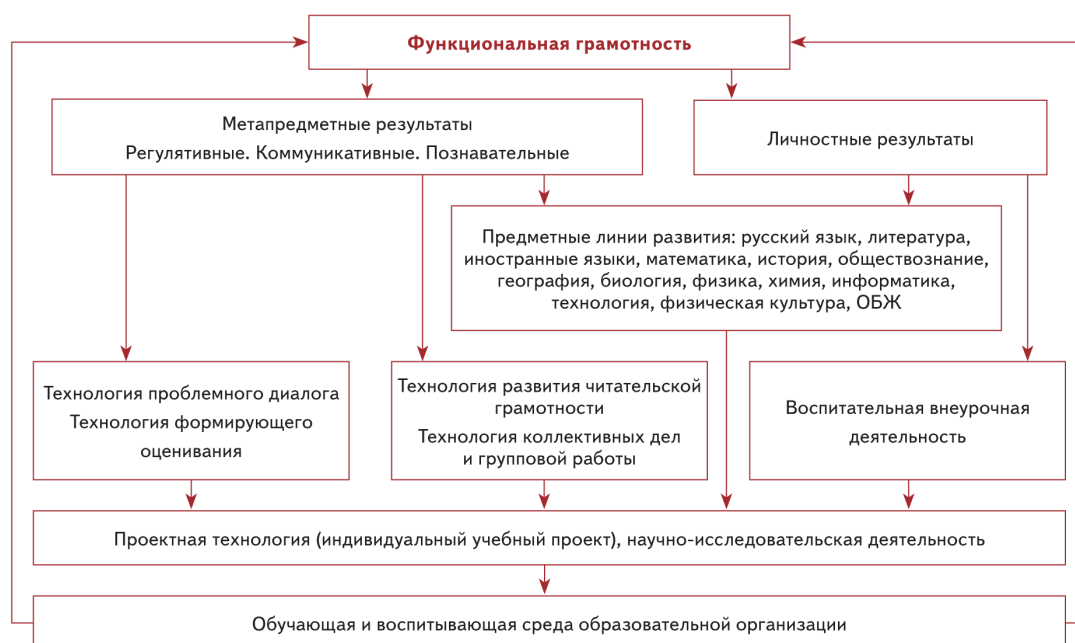 Функциональная грамотность
Метапредметные результаты
Регулятивные. Коммуникативные. Познавательные
Личностные результаты
Предметные линии развития: русский язык, литература,
иностранные языки, математика, история, обществознание,
география, биология, физика, химия, информатика,
технология, физическая культура, ОБЖ
Технология проблемного диалога
Технология формирующего
оценивания
Технология развития читательской
грамотности
Технология коллективных дел
и групповой работы
Воспитательная внеурочная
деятельность
Проектная технология (индивидуальный учебный проект), научно-исследовательская деятельность
Обучающая и воспитывающая среда образовательной организации